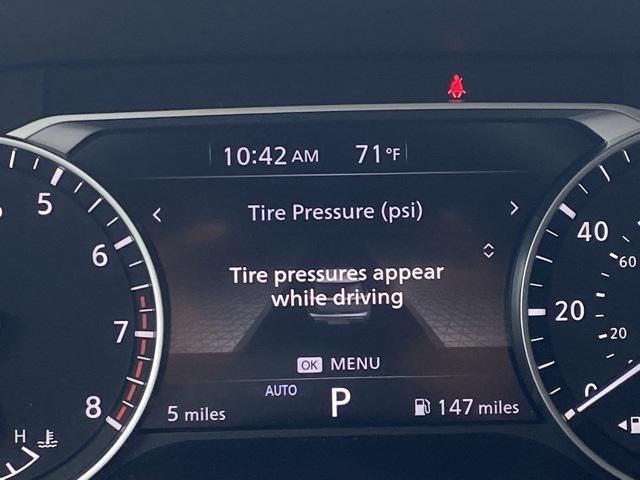 10:42 AM 71°F
Tire Pressure (psi)
Tire pressures appear
while driving
OK MENU
AUTO
5 miles P 147 miles
5
6
7
8
H
40
60
20
20
0